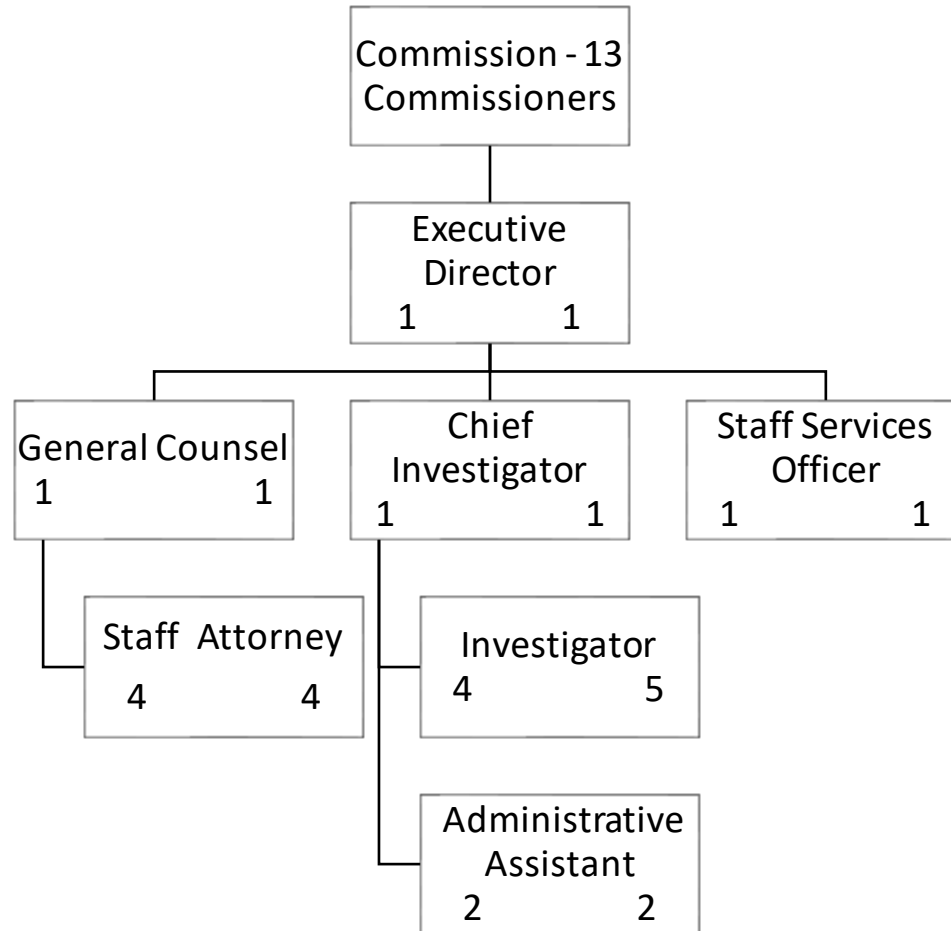 Commission - 13
Commissioners
Executive
Director
1 1
General Counsel
1 1
Chief
Investigator
1 1
Staff Services
Officer
1 1
Staff Attorney
4 4
Investigator
4 5
Administrative
Assistant
2 2